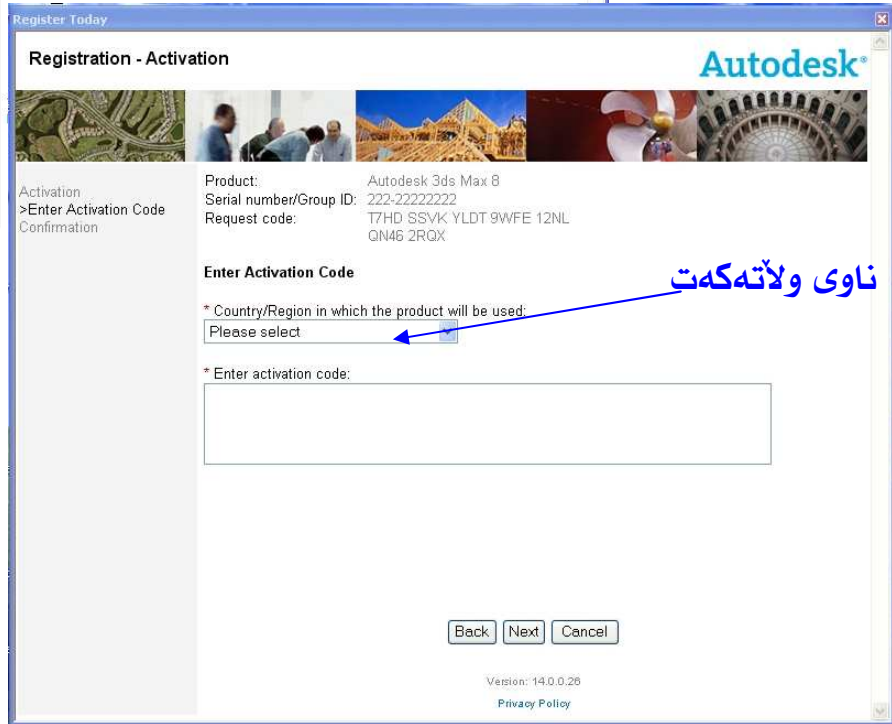 Register Today
Registration - Activation
Autodesk®
Activation
>Enter Activation Code
Confirmation
Product: Autodesk 3ds Max 8
Serial number/Group ID: 222-22222222
Request code: T7HD SSVK YLDT 9WFE 12NL
QN46 2RQX
Enter Activation Code
ناوی ولآتەکەت
* Country/Region in which the product will be used:
Please select
* Enter activation code:
Back Next Cancel
Version: 14.0.0.26
Privacy Policy